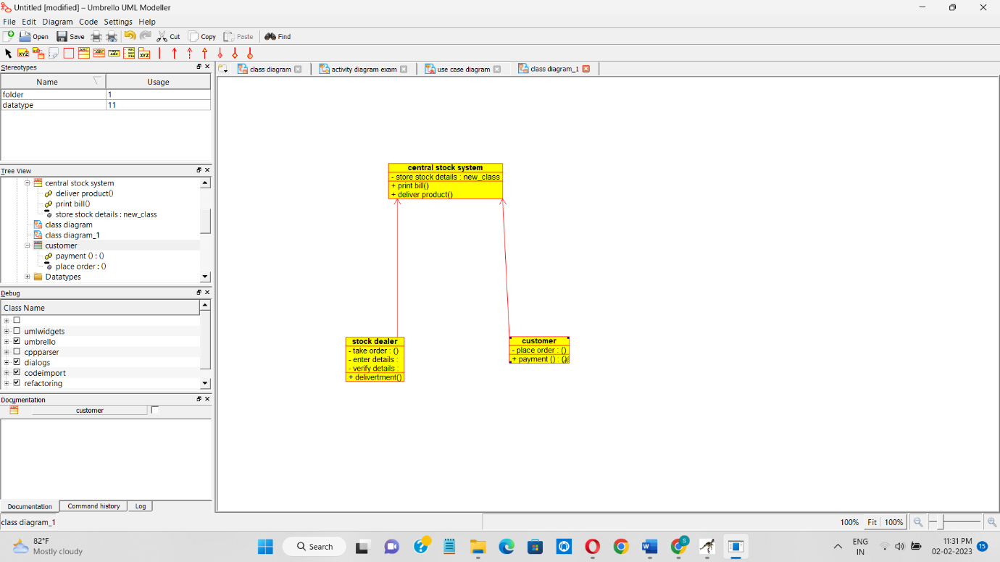 Untitled [modified] – Umbrello UML Modeller
File Edit Diagram Code Settings Help
Open Save Cut Copy Paste Find
Stereotypes
class diagram activity diagram exam use case diagram class diagram_1
Name Usage
folder 1
datatype 11
Tree View
central stock system
deliver product()
print bill()
store stock details : new_class
class diagram
class diagram_1
customer
payment () : ()
place order : ()
Datatypes
Debug
Class Name
umlwidgets
umbrello
cppparser
dialogs
codeimport
refactoring
Documentation
customer
Documentation Command history Log
class diagram_1
central stock system
- store stock details : new_class
+ print bill()
+ deliver product()
stock dealer
- take order : ()
- enter details :
- verify details :
+ delivertment()
customer
- place order : ()
+ payment () : ()
100% Fit 100%
82°F
Mostly cloudy
Search
ENG
IN
11:31 PM
02-02-2023
15